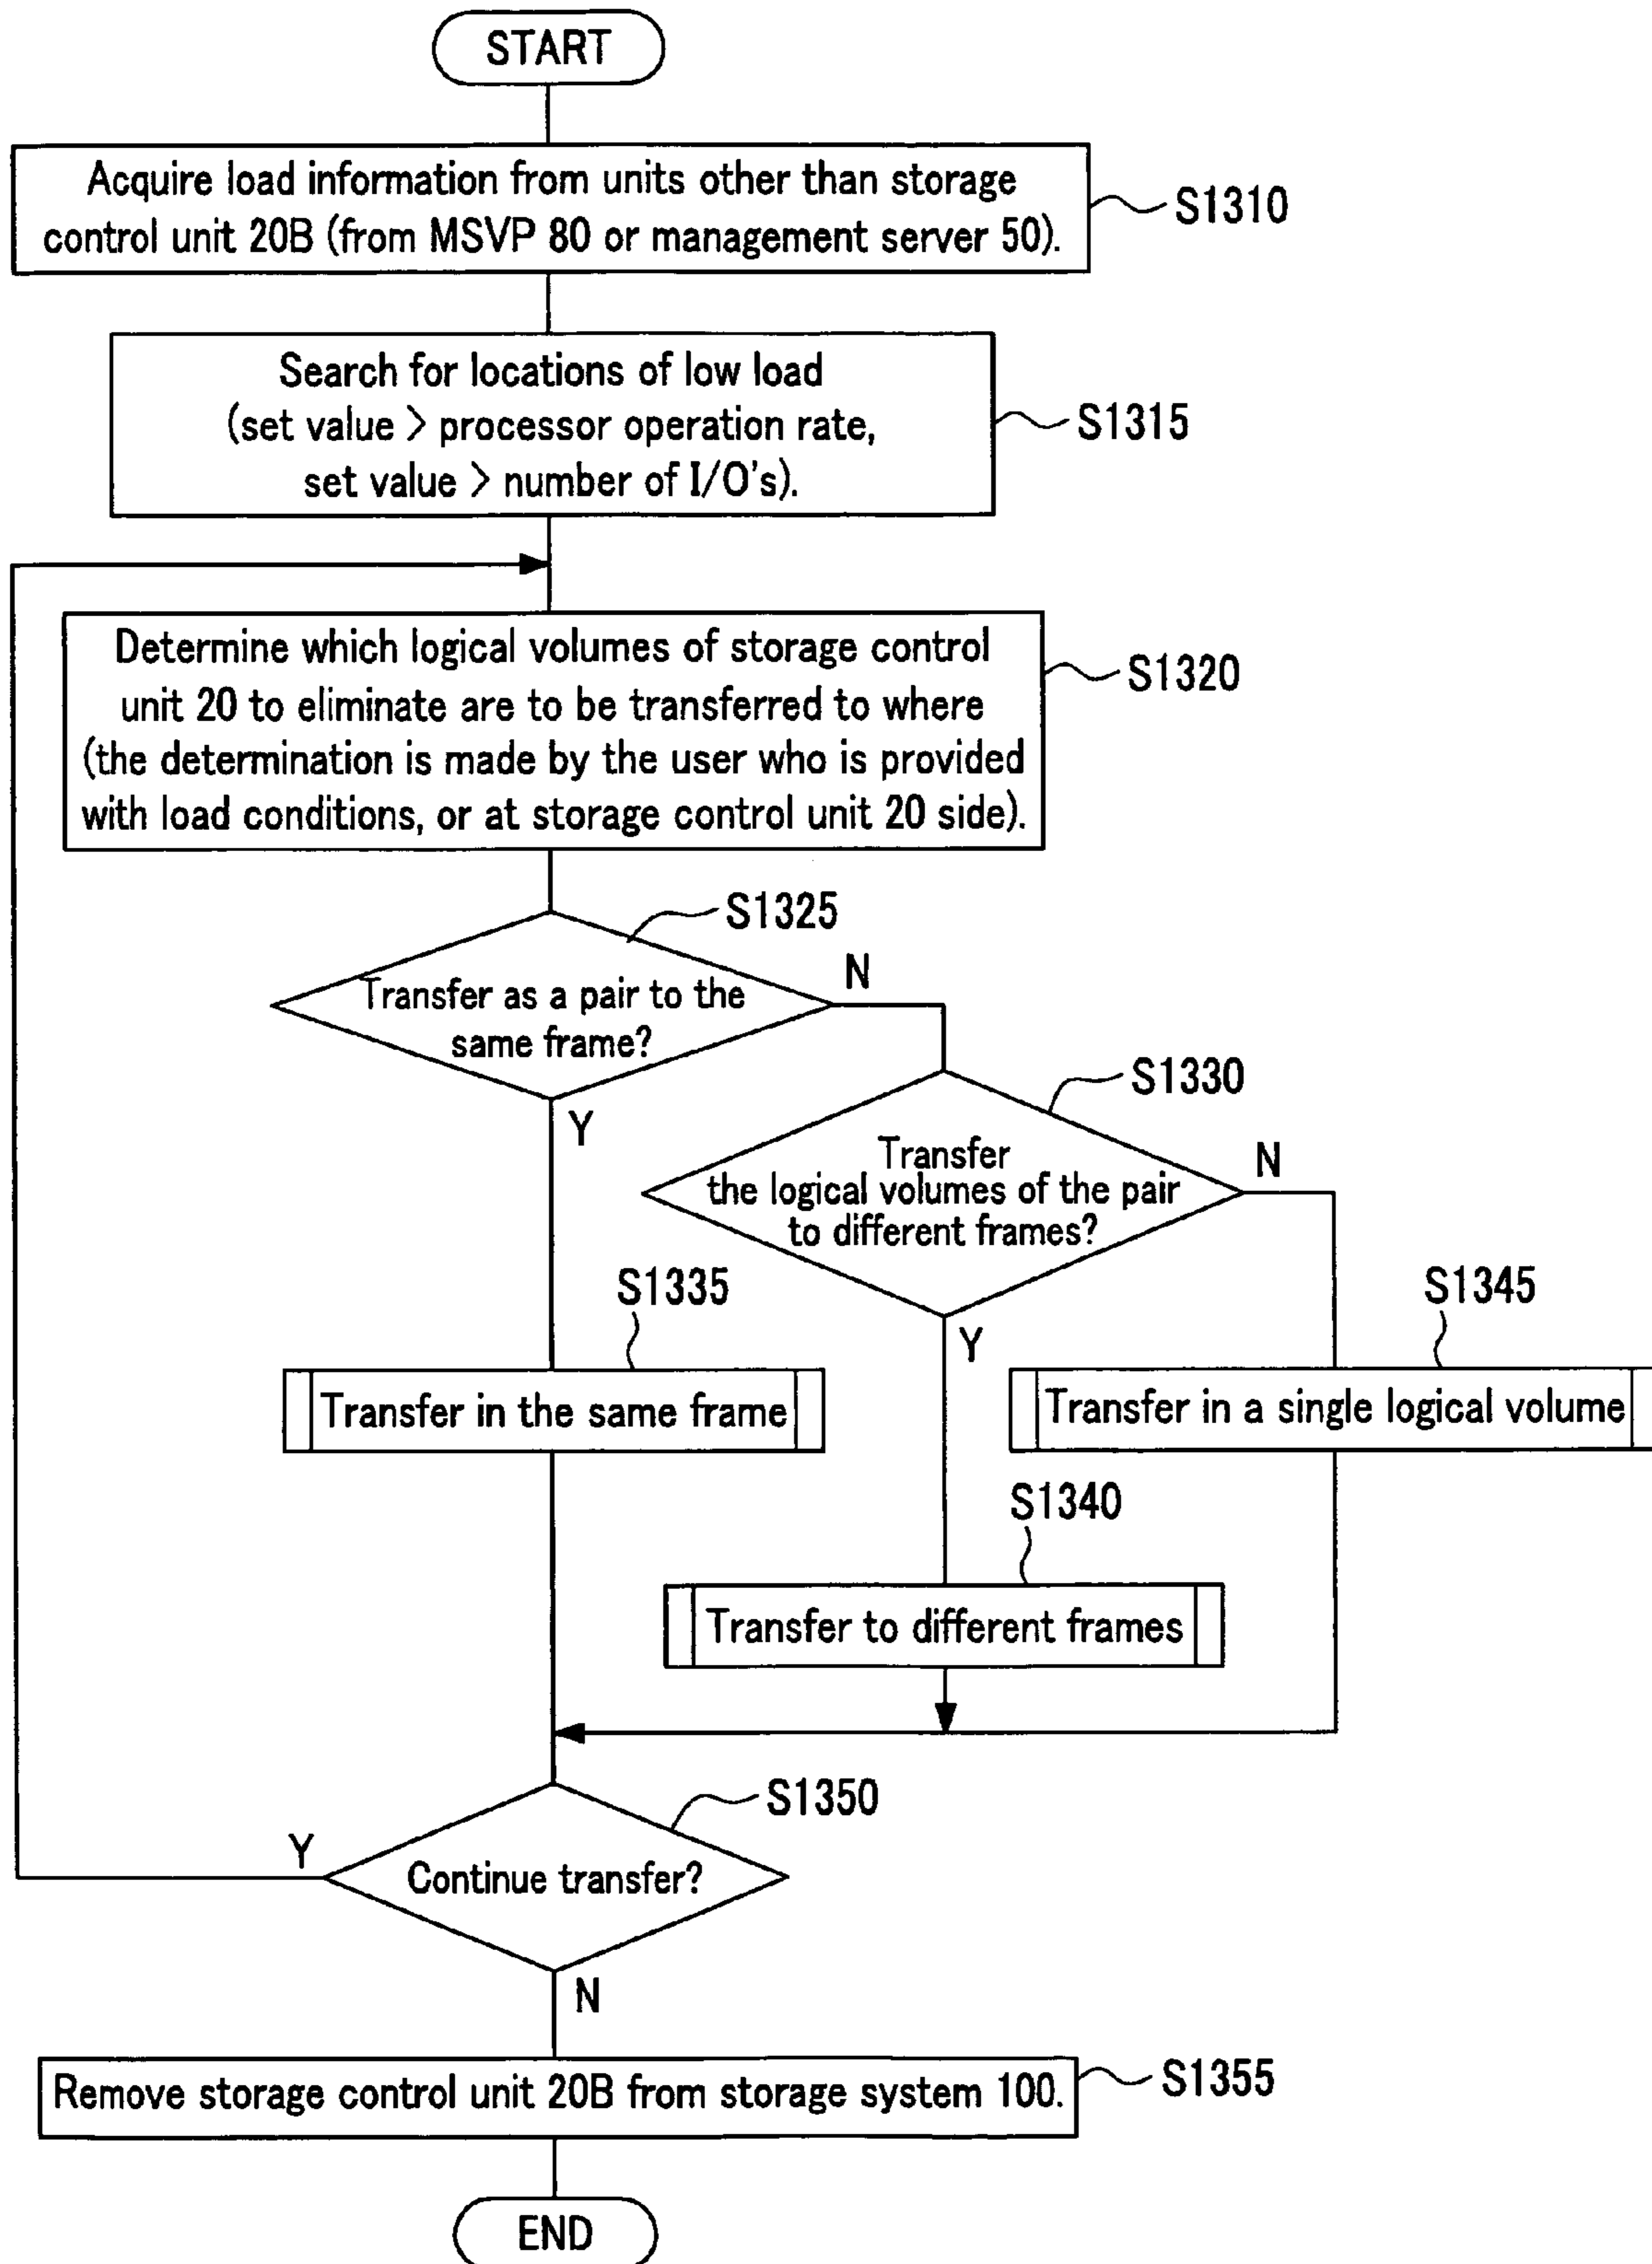 START
Acquire load information from units other than storage
control unit 20B (from MSVP 80 or management server 50).
S1310
Search for locations of low load
(set value > processor operation rate,
set value > number of I/O's).
S1315
Determine which logical volumes of storage control
unit 20 to eliminate are to be transferred to where
(the determination is made by the user who is provided
with load conditions, or at storage control unit 20 side).
S1320
S1325
Transfer as a pair to the
same frame?
N
Y
S1330
Transfer
the logical volumes of the pair
to different frames?
N
Y
S1335
Transfer in the same frame
S1345
Transfer in a single logical volume
S1340
Transfer to different frames
S1350
Continue transfer?
Y
N
Remove storage control unit 20B from storage system 100.
S1355
END